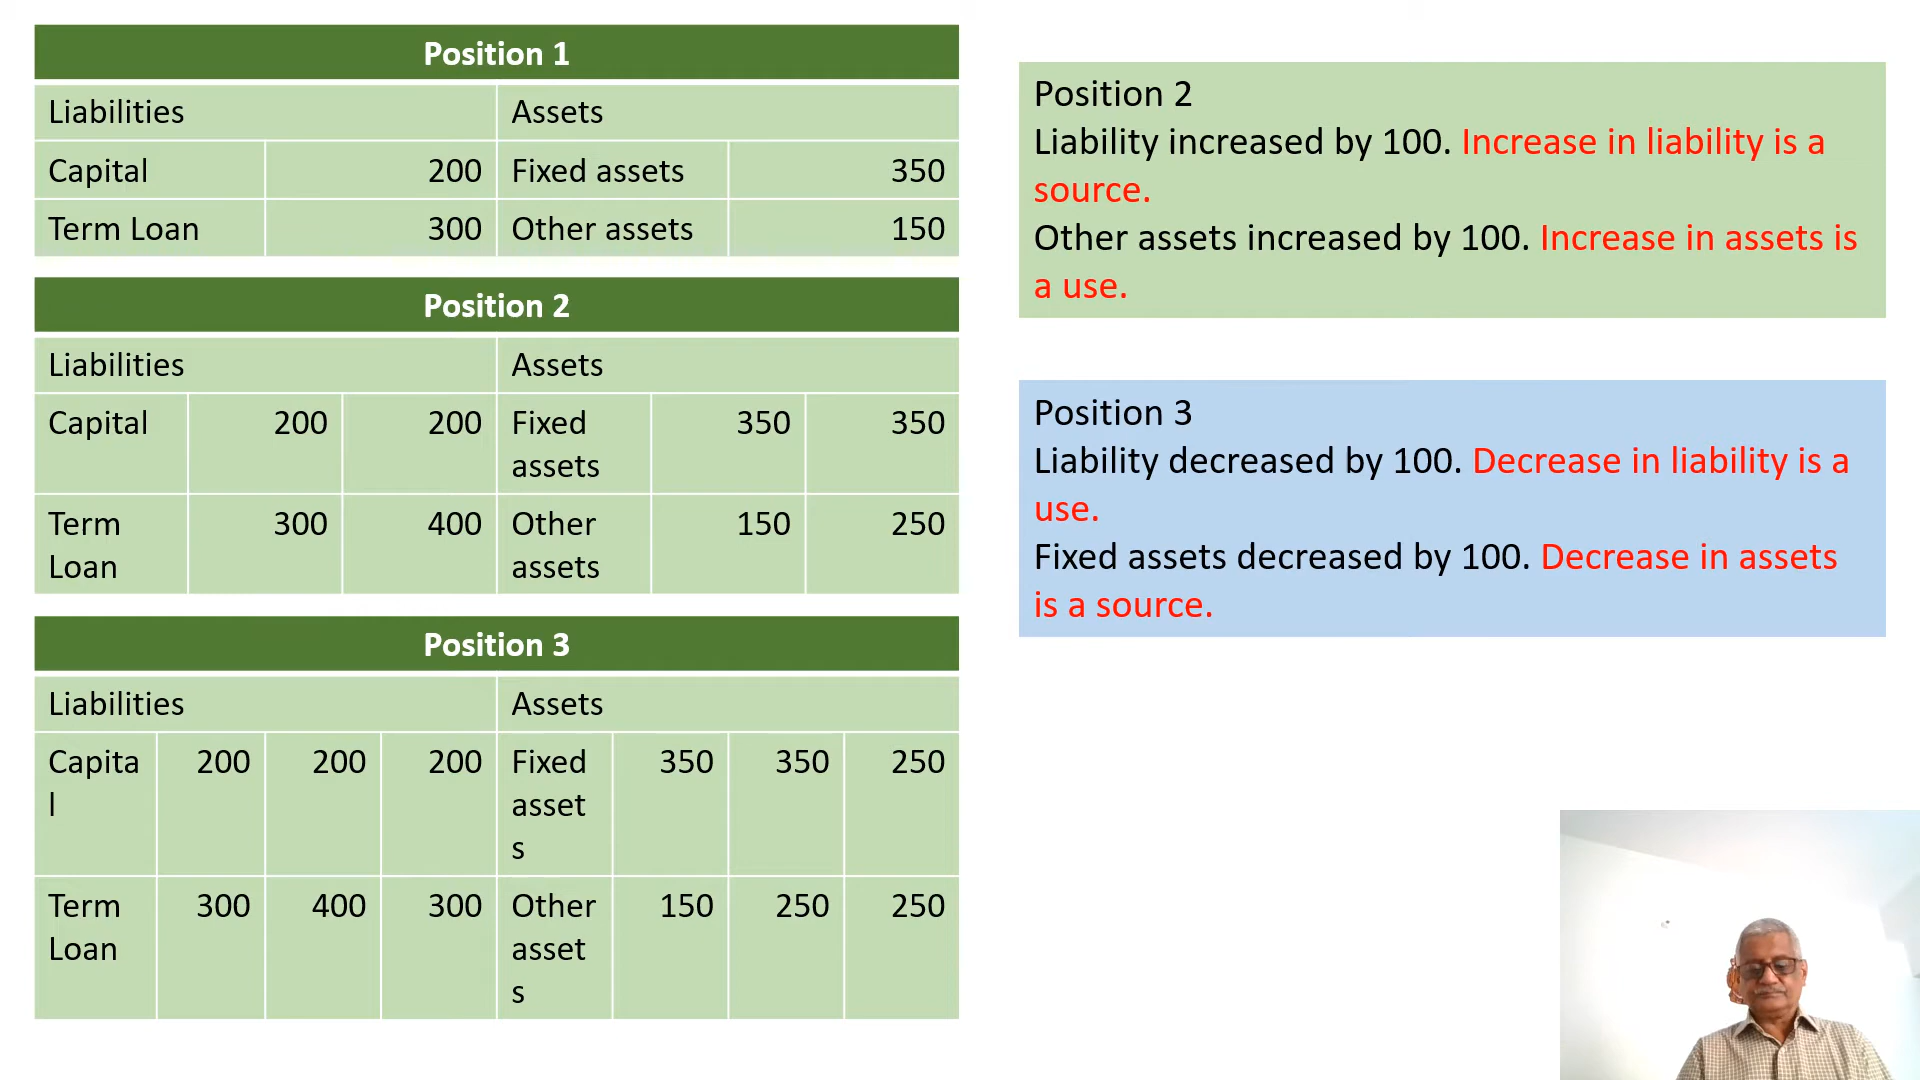 Position 1
Liabilities Assets
Capital 200 Fixed assets 350
Term Loan 300 Other assets 150
Position 2
Liabilities Assets
Capital 200 200 Fixed 350 350
assets
Term 300 400 Other 150 250
Loan assets
Position 3
Liabilities Assets
Capita 200 200 200 Fixed 350 350 250
l asset
s
Term 300 400 300 Other 150 250 250
Loan asset
s
Position 2
Liability increased by 100. Increase in liability is a
source.
Other assets increased by 100. Increase in assets is
a use.
Position 3
Liability decreased by 100. Decrease in liability is a
use.
Fixed assets decreased by 100. Decrease in assets
is a source.